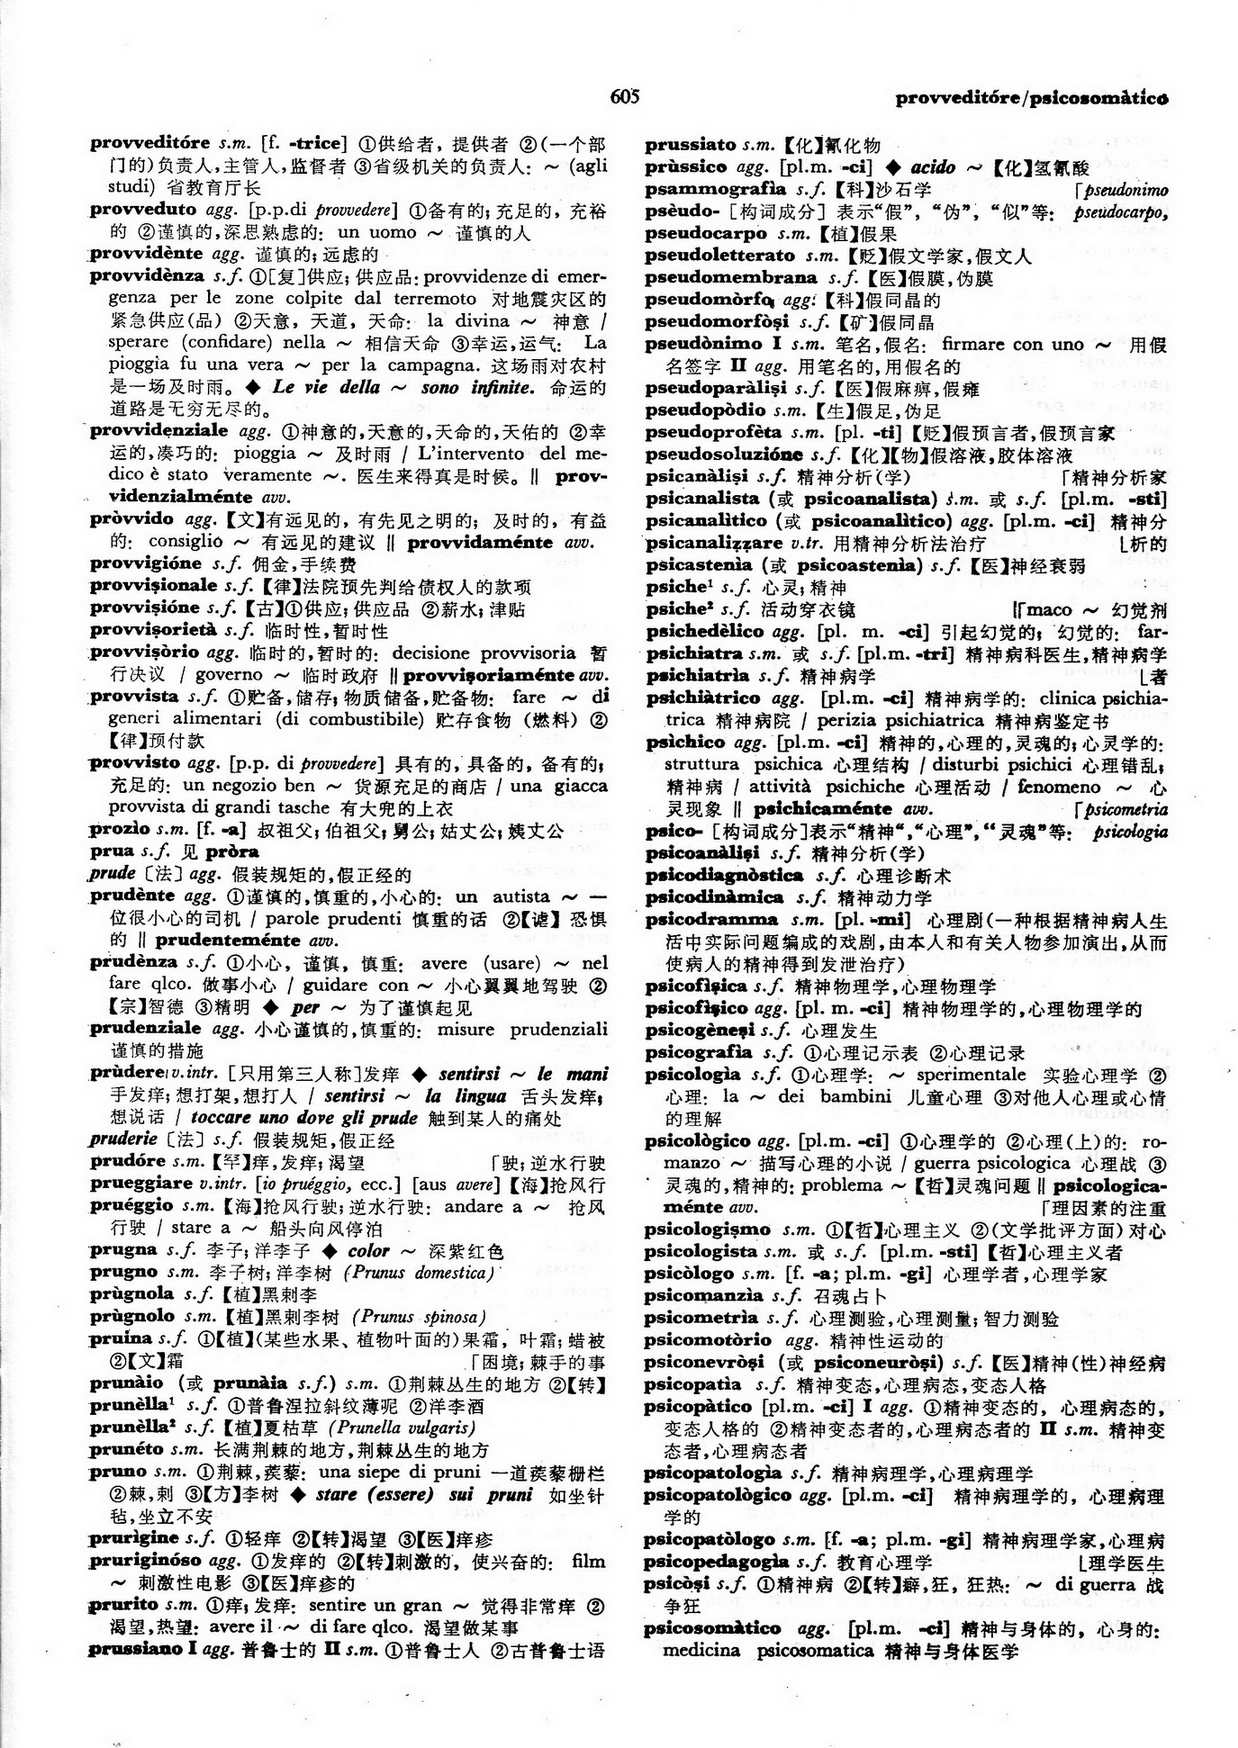 605
provveditóre/psicosomàtico
provveditóre s.m. [f. -trice] ①供给者, 提供者 ②(一个部
门的)负责人,主管人,监督者 ③省级机关的负责人: ～ (agli
studi) 省教育厅长
provveduto agg. [p.p.di provvedere] ①备有的; 充足的, 充裕
的 ②谨慎的,深思熟虑的: un uomo ～ 谨慎的人
provvidènte agg. 谨慎的; 远虑的
provvidènza s.f. ①[复]供应; 供应品: provvidenze di emer-
genza per le zone colpite dal terremoto 对地震灾区的
紧急供应(品) ②天意, 天道, 天命: la divina ～ 神意 /
sperare (confidare) nella ～ 相信天命 ③幸运,运气: La
pioggia fu una vera ～ per la campagna. 这场雨对农村
是一场及时雨。◆ Le vie della ～ sono infinite. 命运的
道路是无穷无尽的。
provvidenziale agg. ①神意的,天意的,天命的,天佑的 ②幸
运的,凑巧的: pioggia ～ 及时雨 / L'intervento del me-
dico è stato veramente ～. 医生来得真是时候。‖ prov-
videnzialménte avv.
pròvvido agg. 【文】有远见的, 有先见之明的; 及时的, 有益
的: consiglio ～ 有远见的建议 ‖ provvidaménte avv.
provvigióne s.f. 佣金,手续费
provviṣionale s.f. 【律】法院预先判给债权人的款项
provviṣióne s.f. 【古】①供应; 供应品 ②薪水; 津贴
provviṣorietà s.f. 临时性,暂时性
provviṣòrio agg. 临时的,暂时的: decisione provvisoria 暂
行决议 / governo ～ 临时政府 ‖ provviṣoriaménte avv.
provvista s.f. ①贮备,储存; 物质储备,贮备物: fare ～ di
generi alimentari (di combustibile) 贮存食物 (燃料) ②
【律】预付款
provvisto agg. [p.p. di provvedere] 具有的, 具备的, 备有的;
充足的: un negozio ben ～ 货源充足的商店 / una giacca
provvista di grandi tasche 有大兜的上衣
prozìo s.m. [f. -a] 叔祖父; 伯祖父; 舅公; 姑丈公; 姨丈公
prua s.f. 见 pròra
prude〔法〕agg. 假装规矩的,假正经的
prudènte agg. ①谨慎的,慎重的,小心的: un autista ～ 一
位很小心的司机 / parole prudenti 慎重的话 ②【谑】恐惧
的 ‖ prudenteménte avv.
prudènza s.f. ①小心, 谨慎, 慎重: avere (usare) ～ nel
fare qlco. 做事小心 / guidare con ～ 小心翼翼地驾驶 ②
【宗】智德 ③精明 ◆ per ～ 为了谨慎起见
prudenziale agg. 小心谨慎的,慎重的: misure prudenziali
谨慎的措施
prùdere v.intr. [只用第三人称]发痒 ◆ sentirsi ～ le mani
手发痒; 想打架,想打人 / sentirsi ～ la lingua 舌头发痒;
想说话 / toccare uno dove gli prude 触到某人的痛处
pruderie〔法〕s.f. 假装规矩,假正经
prudóre s.m. 【罕】痒,发痒; 渴望 「驶; 逆水行驶
prueggiare v.intr. [io pruéggio, ecc.] [aus avere] 【海】抢风行
pruéggio s.m. 【海】抢风行驶; 逆水行驶: andare a ～ 抢风
行驶 / stare a ～ 船头向风停泊
prugna s.f. 李子; 洋李子 ◆ color ～ 深紫红色
prugno s.m. 李子树; 洋李树 (Prunus domestica)
prùgnola s.f. 【植】黑刺李
prùgnolo s.m. 【植】黑刺李树 (Prunus spinosa)
pruìna s.f. ①【植】(某些水果、植物叶面的)果霜, 叶霜; 蜡被
②【文】霜 「困境; 棘手的事
prunàio (或 prunàia s.f.) s.m. ①荆棘丛生的地方 ②【转】
prunèlla¹ s.f. ①普鲁涅拉斜纹薄呢 ②洋李酒
prunèlla² s.f. 【植】夏枯草 (Prunella vulgaris)
prunéto s.m. 长满荆棘的地方,荆棘丛生的地方
pruno s.m. ①荆棘,蒺藜: una siepe di pruni 一道蒺藜栅栏
②棘,刺 ③【方】李树 ◆ stare (essere) sui pruni 如坐针
毡,坐立不安
prurìgine s.f. ①轻痒 ②【转】渴望 ③【医】痒疹
pruriginóso agg. ①发痒的 ②【转】刺激的, 使兴奋的: film
～ 刺激性电影 ③【医】痒疹的
prurito s.m. ①痒; 发痒: sentire un gran ～ 觉得非常痒 ②
渴望,热望: avere il ～ di fare qlco. 渴望做某事
prussiano I agg. 普鲁士的 II s.m. ①普鲁士人 ②古普鲁士语
prussiato s.m. 【化】氰化物
prùssico agg. [pl.m. -ci] ◆ acido ～ 【化】氢氰酸
psammografìa s.f. 【科】沙石学 「pseudonimo
psèudo- [构词成分] 表示“假”, “伪”, “似”等: pseudocarpo,
pseudocarpo s.m. 【植】假果
pseudoletterato s.m. 【贬】假文学家,假文人
pseudomembrana s.f. 【医】假膜,伪膜
pseudomòrfo agg. 【科】假同晶的
pseudomorfòṣi s.f. 【矿】假同晶
pseudònimo I s.m. 笔名,假名: firmare con uno ～ 用假
名签字 II agg. 用笔名的,用假名的
pseudoparàliṣi s.f. 【医】假麻痹,假瘫
pseudopòdio s.m. 【生】假足,伪足
pseudoprofèta s.m. [pl. -ti] 【贬】假预言者,假预言家
pseudosoluzióne s.f. 【化】【物】假溶液,胶体溶液
psicanàliṣi s.f. 精神分析(学) 「精神分析家
psicanalista (或 psicoanalista) s.m. 或 s.f. [pl.m. -sti]
psicanalìtico (或 psicoanalìtico) agg. [pl.m. -ci] 精神分
psicanaliẓẓare v.tr. 用精神分析法治疗 ⌊析的
psicastenìa (或 psicoastenìa) s.f. 【医】神经衰弱
psiche¹ s.f. 心灵; 精神
psiche² s.f. 活动穿衣镜 「maco ～ 幻觉剂
psichedèlico agg. [pl. m. -ci] 引起幻觉的; 幻觉的: far-
psichiatra s.m. 或 s.f. [pl.m. -tri] 精神病科医生,精神病学
psichiatrìa s.f. 精神病学 ⌊者
psichiàtrico agg. [pl.m. -ci] 精神病学的: clinica psichia-
trica 精神病院 / perizia psichiatrica 精神病鉴定书
psìchico agg. [pl.m. -ci] 精神的,心理的,灵魂的; 心灵学的:
struttura psichica 心理结构 / disturbi psichici 心理错乱;
精神病 / attività psichiche 心理活动 / fenomeno ～ 心
灵现象 ‖ psichicaménte avv. 「psicometria
psico- [构词成分]表示“精神“,“心理”,“灵魂”等: psicologia
psicoanàliṣi s.f. 精神分析(学)
psicodiagnòstica s.f. 心理诊断术
psicodinàmica s.f. 精神动力学
psicodramma s.m. [pl. -mi] 心理剧(一种根据精神病人生
活中实际问题编成的戏剧,由本人和有关人物参加演出,从而
使病人的精神得到发泄治疗)
psicofìṣica s.f. 精神物理学,心理物理学
psicofìṣico agg. [pl. m. -ci] 精神物理学的,心理物理学的
psicogèneṣi s.f. 心理发生
psicografìa s.f. ①心理记示表 ②心理记录
psicologìa s.f. ①心理学: ～ sperimentale 实验心理学 ②
心理: la ～ dei bambini 儿童心理 ③对他人心理或心情
的理解
psicològico agg. [pl.m. -ci] ①心理学的 ②心理(上)的: ro-
manzo ～ 描写心理的小说 / guerra psicologica 心理战 ③
灵魂的,精神的: problema ～ 【哲】灵魂问题 ‖ psicologica-
ménte avv. 「理因素的注重
psicologiṣmo s.m. ①【哲】心理主义 ②(文学批评方面)对心
psicologista s.m. 或 s.f. [pl.m. -sti] 【哲】心理主义者
psicòlogo s.m. [f. -a; pl.m. -gi] 心理学者,心理学家
psicomanzìa s.f. 召魂占卜
psicometrìa s.f. 心理测验,心理测量; 智力测验
psicomotòrio agg. 精神性运动的
psiconevròṣi (或 psiconeuròṣi) s.f. 【医】精神(性)神经病
psicopatìa s.f. 精神变态,心理病态,变态人格
psicopàtico [pl.m. -ci] I agg. ①精神变态的, 心理病态的,
变态人格的 ②精神变态者的,心理病态者的 II s.m. 精神变
态者,心理病态者
psicopatologìa s.f. 精神病理学,心理病理学
psicopatològico agg. [pl.m. -ci] 精神病理学的, 心理病理
学的
psicopatòlogo s.m. [f. -a; pl.m. -gi] 精神病理学家,心理病
psicopedagogìa s.f. 教育心理学 ⌊理学医生
psicòṣi s.f. ①精神病 ②【转】癖,狂, 狂热: ～ di guerra 战
争狂
psicosomàtico agg. [pl.m. -ci] 精神与身体的, 心身的:
medicina psicosomatica 精神与身体医学